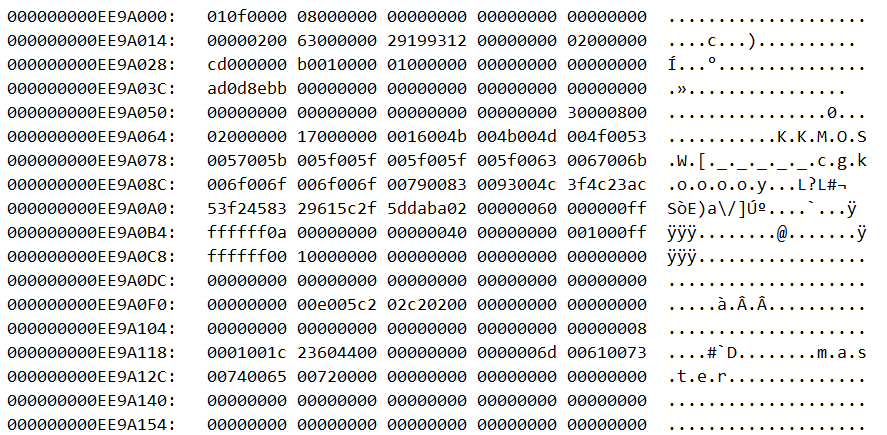 000000000EE9A000: 010f0000 08000000 00000000 00000000 00000000 ....................
000000000EE9A014: 00000200 63000000 29199312 00000000 02000000 ....c...)..........
000000000EE9A028: cd000000 b0010000 01000000 00000000 00000000 Í...°...............
000000000EE9A03C: ad0d8ebb 00000000 00000000 00000000 00000000 .».................
000000000EE9A050: 00000000 00000000 00000000 00000000 30000800 ................0...
000000000EE9A064: 02000000 17000000 0016004b 004b004d 004f0053 ...........K.K.M.O.S
000000000EE9A078: 0057005b 005f005f 005f005f 005f0063 0067006b .W.[._._._._._.c.g.k
000000000EE9A08C: 006f006f 006f006f 00790083 0093004c 3f4c23ac .o.o.o.o.y...L?L#¬
000000000EE9A0A0: 53f24583 29615c2f 5ddaba02 00000060 000000ff SòE)a\/]Úº....`...ÿ
000000000EE9A0B4: ffffff0a 00000000 00000040 00000000 001000ff ÿÿÿ........@.......ÿ
000000000EE9A0C8: ffffff00 10000000 00000000 00000000 00000000 ÿÿÿ.................
000000000EE9A0DC: 00000000 00000000 00000000 00000000 00000000 ....................
000000000EE9A0F0: 00000000 00e005c2 02c20200 00000000 00000000 .....à.Â.Â..........
000000000EE9A104: 00000000 00000000 00000000 00000000 00000008 ....................
000000000EE9A118: 0001001c 23604400 00000000 0000006d 00610073 ....#`D........m.a.s
000000000EE9A12C: 00740065 00720000 00000000 00000000 00000000 .t.e.r..............
000000000EE9A140: 00000000 00000000 00000000 00000000 00000000 ....................
000000000EE9A154: 00000000 00000000 00000000 00000000 00000000 ....................